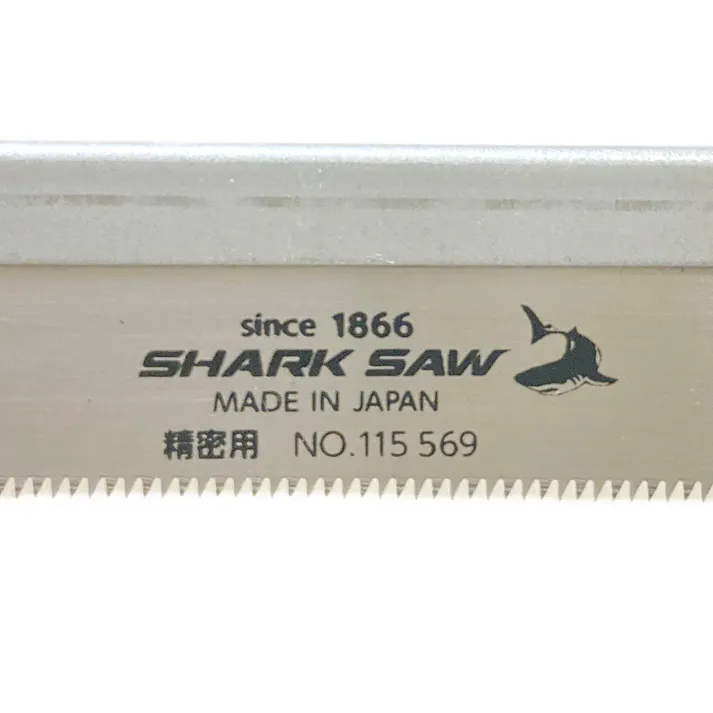 since 1866
SHARK SAW
MADE IN JAPAN
精密用 NO.115 569